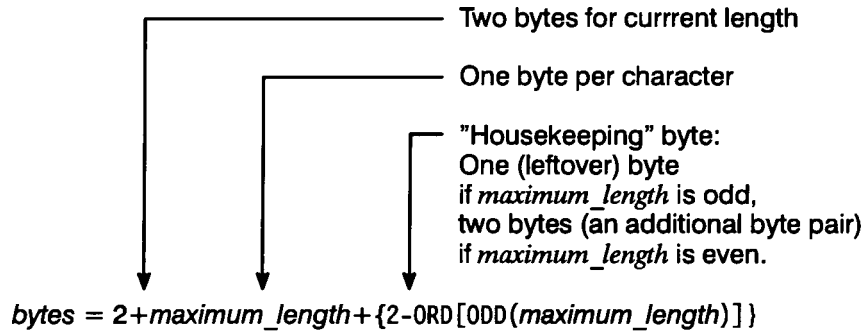 Two bytes for currrent length
One byte per character
”Housekeeping” byte:
One (leftover) byte
if maximum_length is odd,
two bytes (an additional byte pair)
if maximum_length is even.
bytes = 2+maximum_length+{2-ORD[ODD(maximum_length)]}